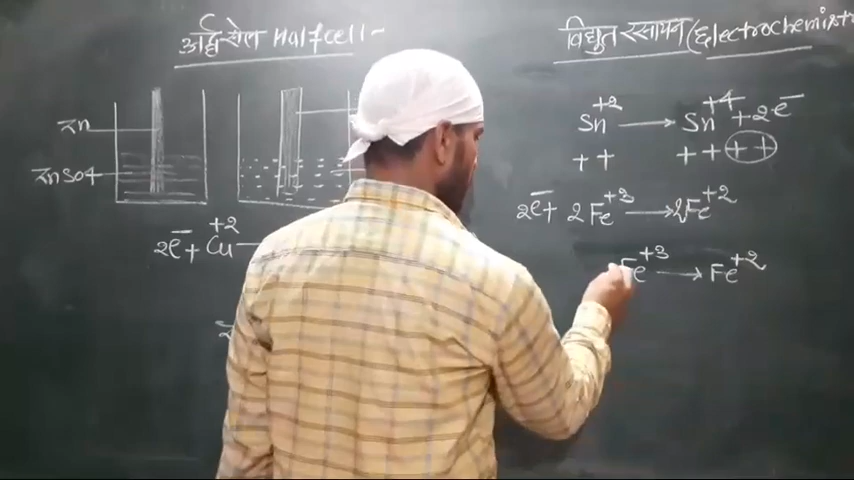 अर्द्ध सेल Half cell ~
Zn
ZnSO4
2e̅ + Cu+2
विद्युत रसायन (Electrochemistry
Sn+2 → Sn+4 + 2e̅
++ ++ ++
2e̅ + 2Fe+3 → 2Fe+2
Fe+3 → Fe+2